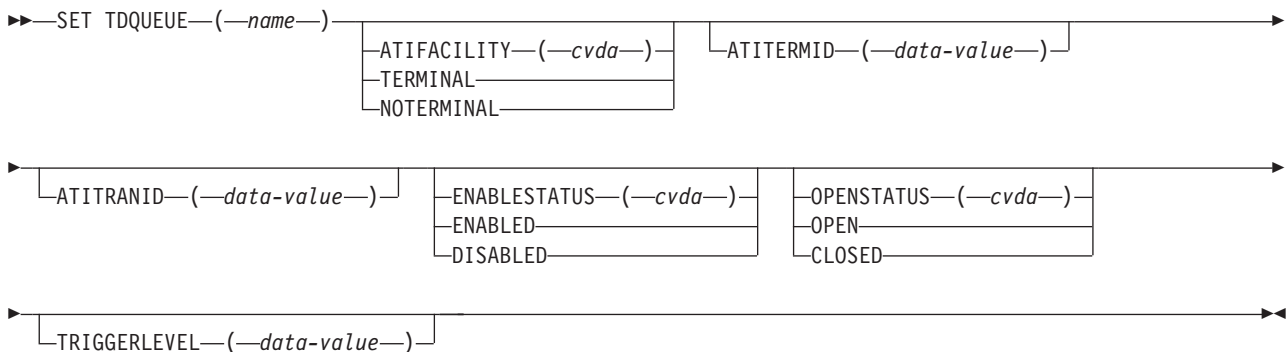 SET TDQUEUE ( name )
ATIFACILITY ( cvda )
TERMINAL
NOTERMINAL
ATITERMID ( data-value )
ATITRANID ( data-value )
ENABLESTATUS ( cvda )
ENABLED
DISABLED
OPENSTATUS ( cvda )
OPEN
CLOSED
TRIGGERLEVEL ( data-value )